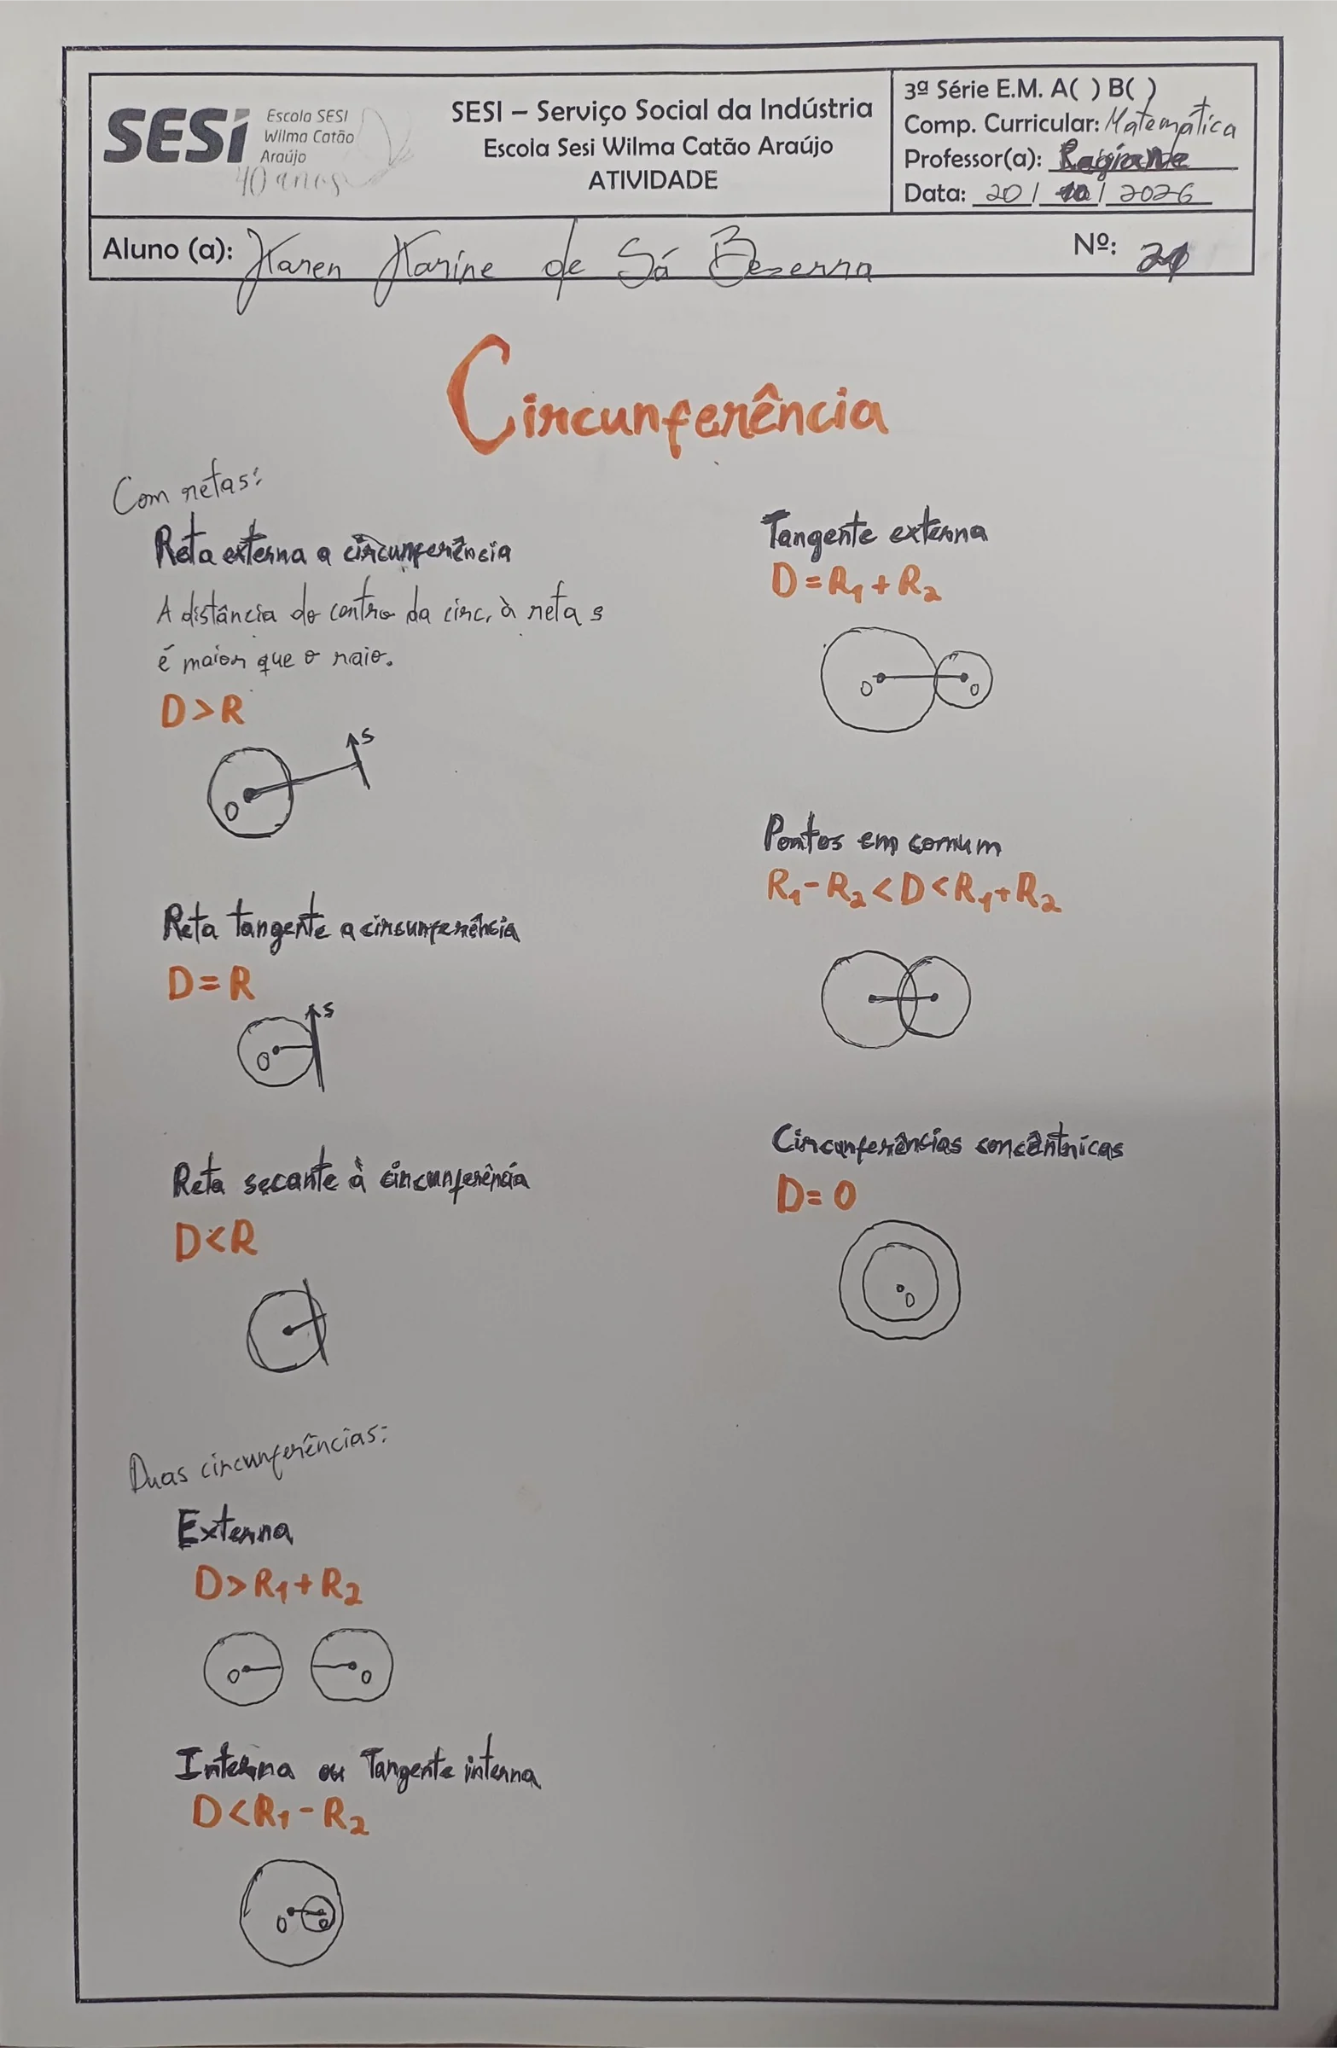 SESI
Escola SESI
Wilma Catão
Araújo
40 anos
SESI – Serviço Social da Indústria
Escola Sesi Wilma Catão Araújo
ATIVIDADE
3ª Série E.M. A( ) B( )
Comp. Curricular: Matemática
Professor(a):
Data: 20/ / 2026
Aluno (a): Karen Karine de Sá Bezerra
Nº:
Circunferência
Com retas:
Reta externa a circunferência
A distância do centro da circ. à reta s
é maior que o raio.
D>R
s
O
Reta tangente a circunferência
D=R
s
O
Reta secante à circunferência
D<R
Duas circunferências:
Externa
D>R1+R2
O O
Interna ou Tangente interna
D<R1-R2
O O
Tangente externa
D=R1+R2
O O
Pontos em comum
R1-R2<D<R1+R2
Circunferências concêntricas
D=0
O